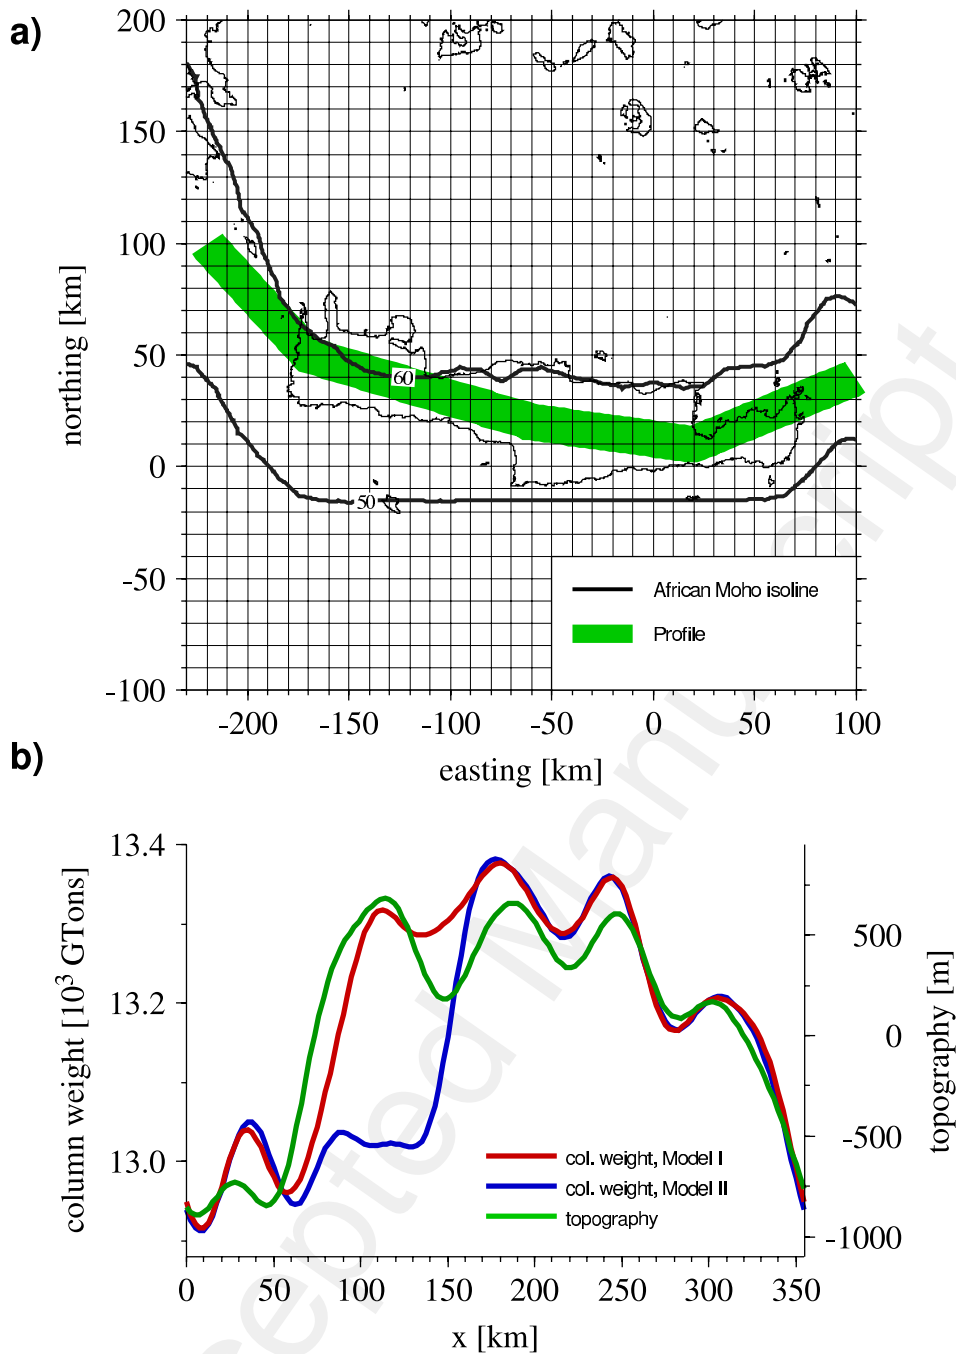 a)
200
150
100
50
0
-50
-100
northing [km]
60
50
African Moho isoline
Profile
-200 -150 -100 -50 0 50 100
easting [km]
b)
13.4
13.2
13.0
column weight [10³ GTons]
500
0
-500
-1000
topography [m]
col. weight, Model I
col. weight, Model II
topography
0 50 100 150 200 250 300 350
x [km]
cepted Manuscript